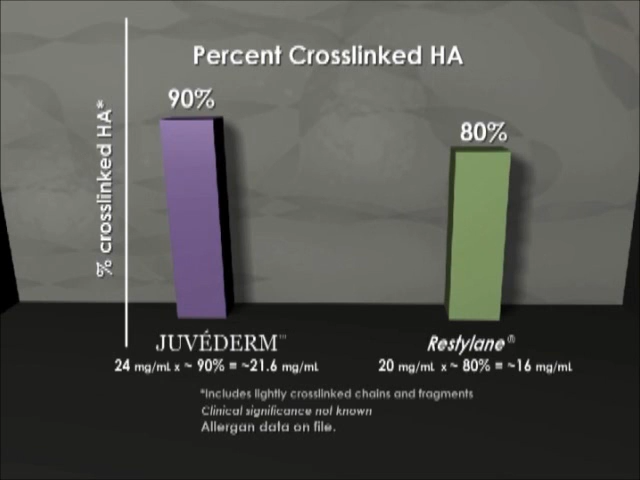 Percent Crosslinked HA
90%
80%
% crosslinked HA*
JUVÉDERM™
Restylane®
24 mg/mL x ~ 90% = ~21.6 mg/mL
20 mg/mL x ~ 80% = ~16 mg/mL
*Includes lightly crosslinked chains and fragments
Clinical significance not known
Allergan data on file.